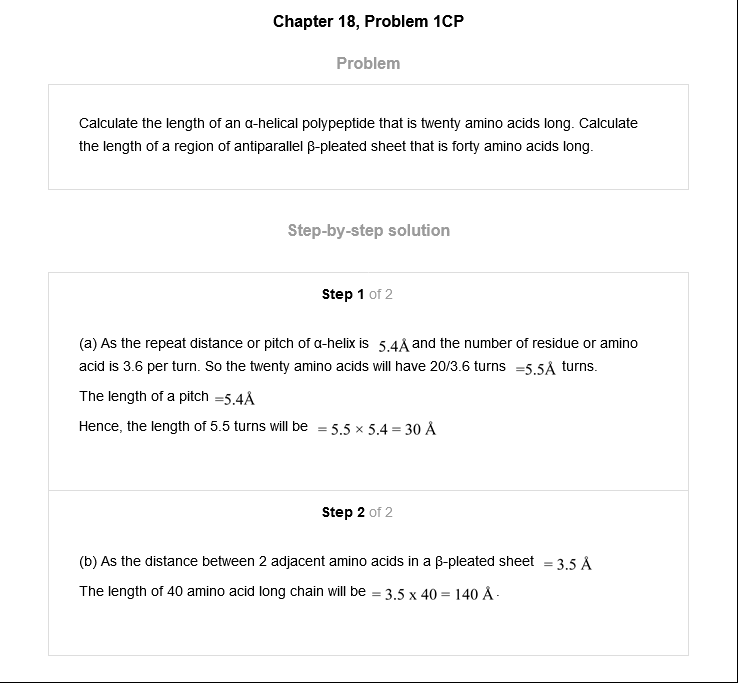 Chapter 18, Problem 1CP
Problem
Calculate the length of an α-helical polypeptide that is twenty amino acids long. Calculate
the length of a region of antiparallel β-pleated sheet that is forty amino acids long.
Step-by-step solution
Step 1 of 2
(a) As the repeat distance or pitch of α-helix is 5.4Å and the number of residue or amino
acid is 3.6 per turn. So the twenty amino acids will have 20/3.6 turns =5.5Å turns.
The length of a pitch =5.4Å
Hence, the length of 5.5 turns will be = 5.5 × 5.4 = 30 Å
Step 2 of 2
(b) As the distance between 2 adjacent amino acids in a β-pleated sheet = 3.5 Å
The length of 40 amino acid long chain will be = 3.5 x 40 = 140 Å.